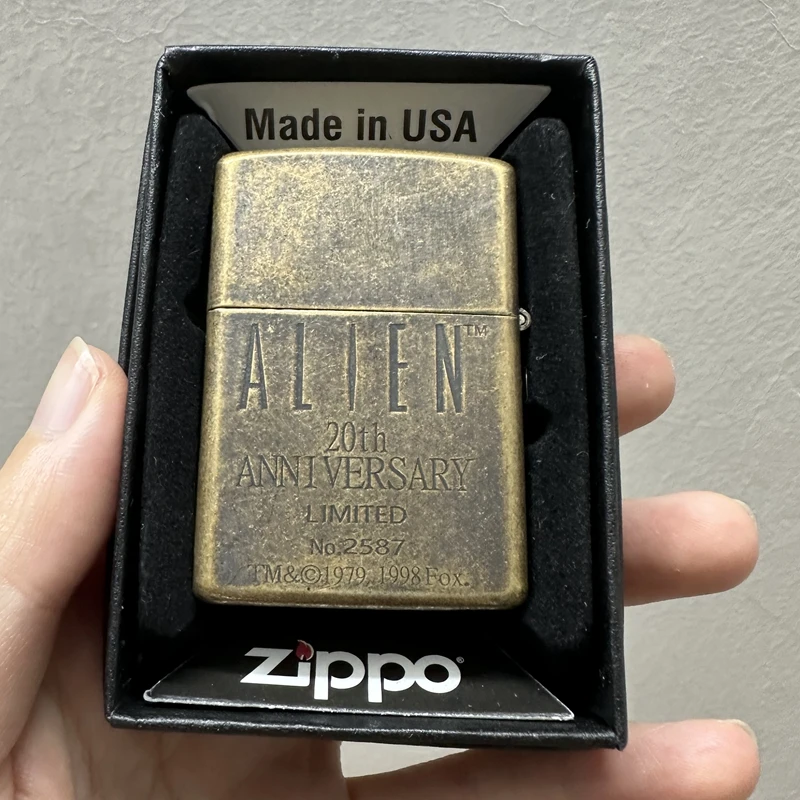 Made in USA
ALIEN™
20th
ANNIVERSARY
LIMITED
No.2587
TM&©1979, 1998 Fox.
zippo®